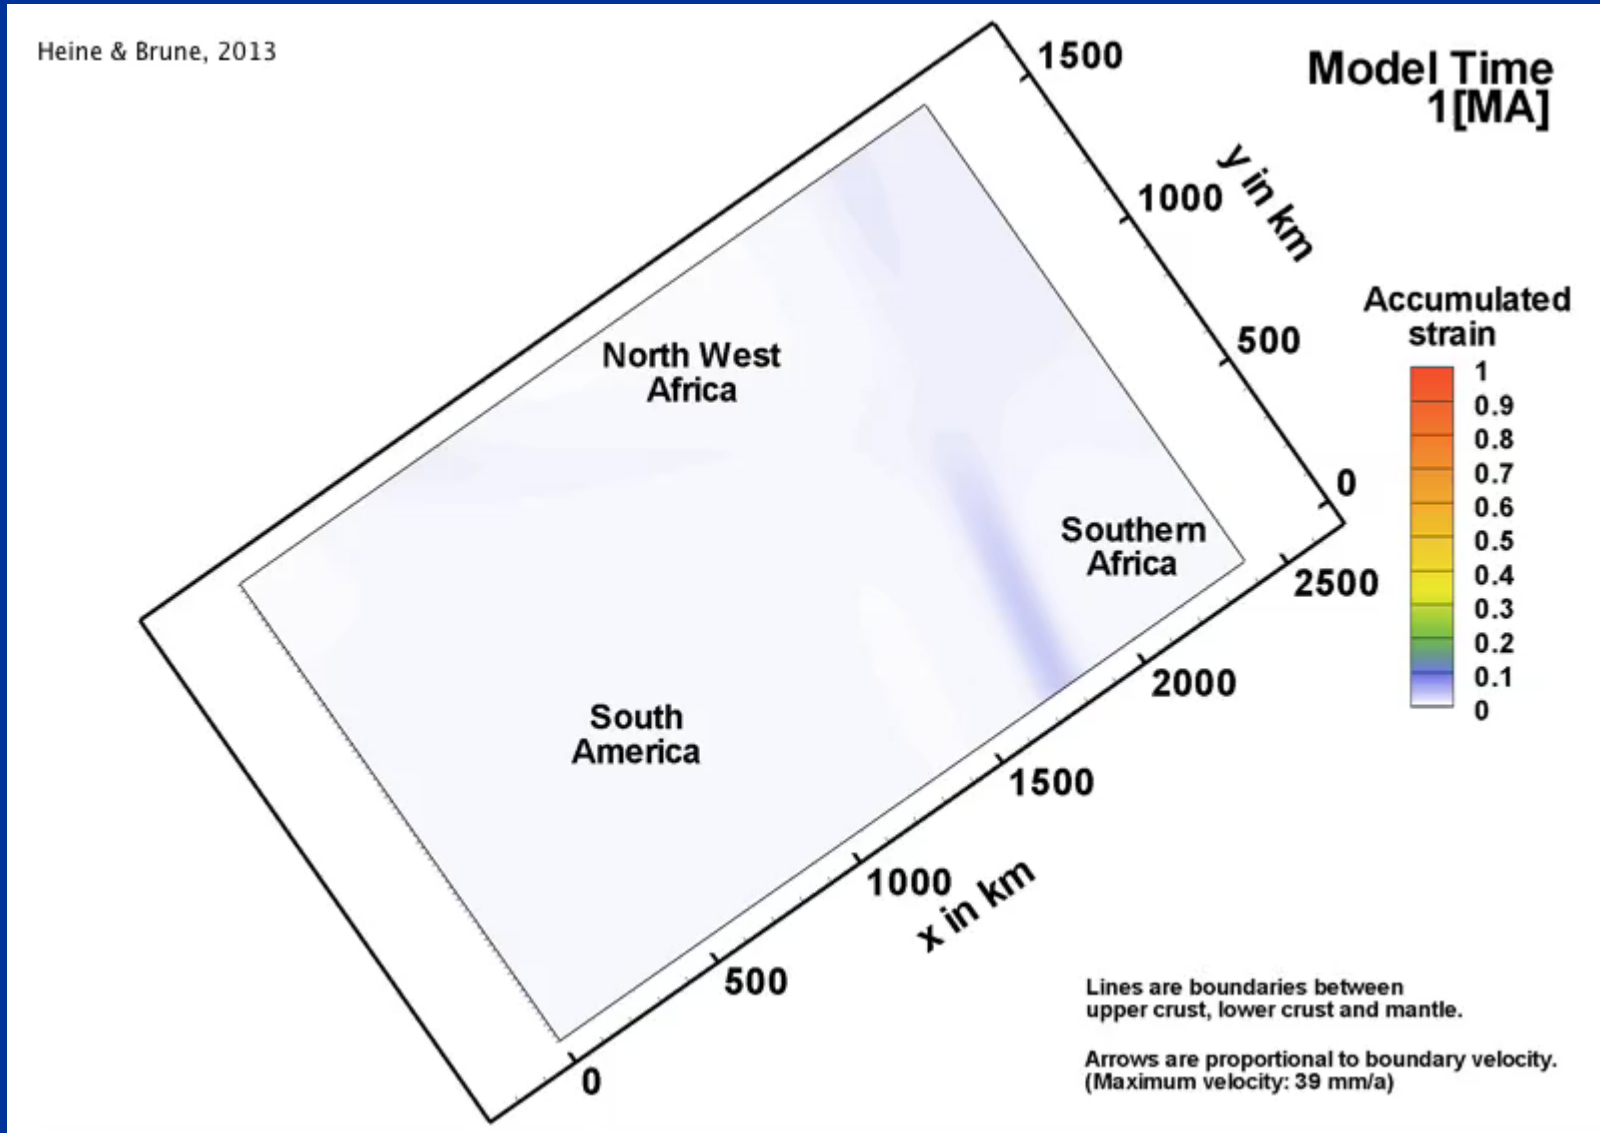 Heine & Brune, 2013
Model Time
1[MA]
1500
1000
500
0
y in km
Accumulated
strain
1
0.9
0.8
0.7
0.6
0.5
0.4
0.3
0.2
0.1
0
North West
Africa
Southern
Africa
South
America
2500
2000
1500
1000
500
0
x in km
Lines are boundaries between
upper crust, lower crust and mantle.
Arrows are proportional to boundary velocity.
(Maximum velocity: 39 mm/a)